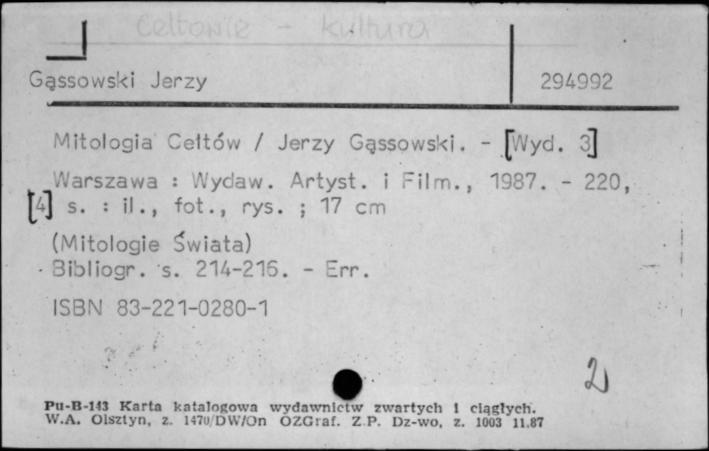 Celtowie - kultura
Gąssowski Jerzy 294992
Mitologia Celtów / Jerzy Gąssowski. - [Wyd. 3]
Warszawa : Wydaw. Artyst. i Film., 1987. - 220,
[4] s. : il., fot., rys. ; 17 cm
(Mitologie Świata)
Bibliogr. s. 214-216. - Err.
ISBN 83-221-0280-1
Pu-B-143 Karta katalogowa wydawnictw zwartych i ciągłych.
W.A. Olsztyn, z. 1470/DW/On OZGraf. Z.P. Dz-wo, z. 1003 11.87